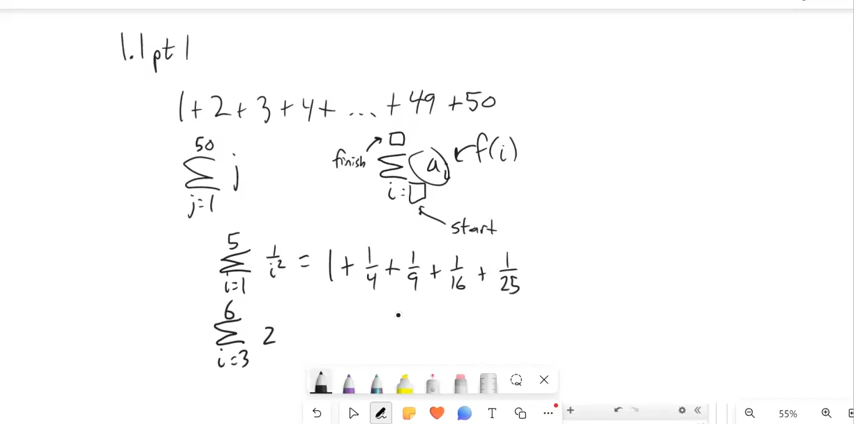 1.1 pt 1
1 + 2 + 3 + 4 + ... + 49 + 50
50
∑ j
j=1
finish □
∑ aᵢ f(i)
i=□
start
5
∑ 1/i² = 1 + 1/4 + 1/9 + 1/16 + 1/25
i=1
6
∑ 2
i=3
T
55%